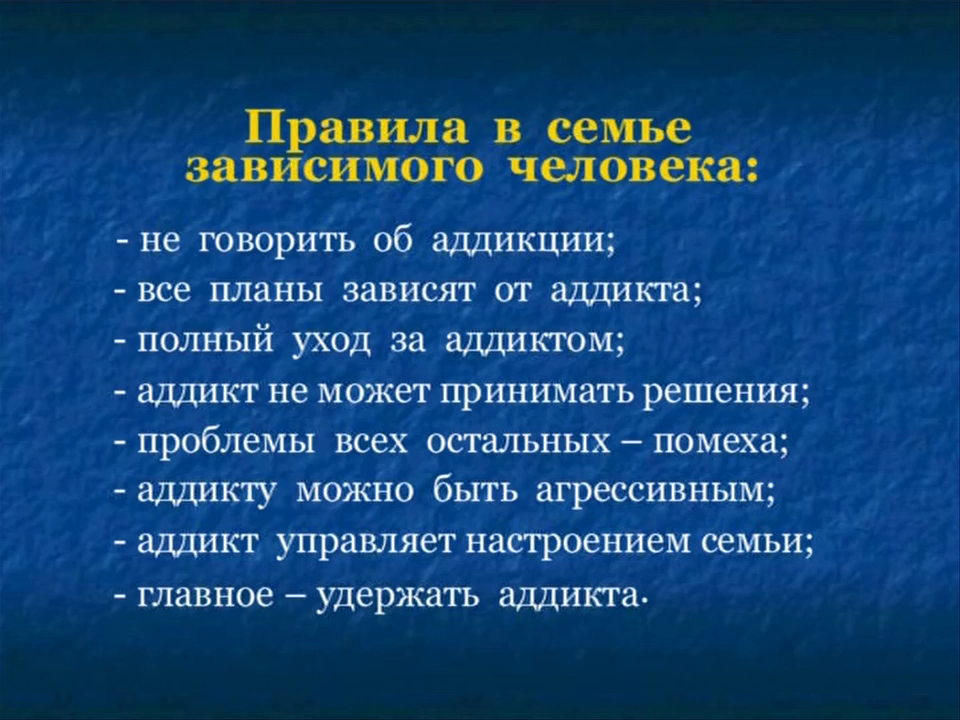 Правила в семье
зависимого человека:
- не говорить об аддикции;
- все планы зависят от аддикта;
- полный уход за аддиктом;
- аддикт не может принимать решения;
- проблемы всех остальных – помеха;
- аддикту можно быть агрессивным;
- аддикт управляет настроением семьи;
- главное – удержать аддикта.